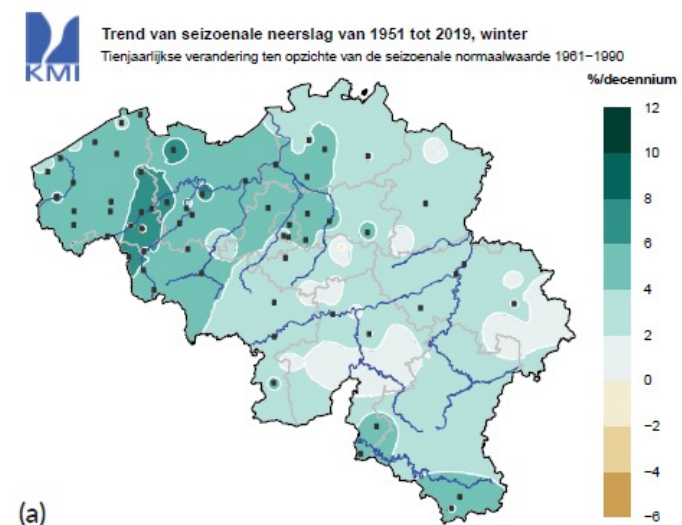 KMI
Trend van seizoenale neerslag van 1951 tot 2019, winter
Tienjaarlijkse verandering ten opzichte van de seizoenale normaalwaarde 1961−1990
%/decennium
12
10
8
6
4
2
0
−2
−4
−6
(a)